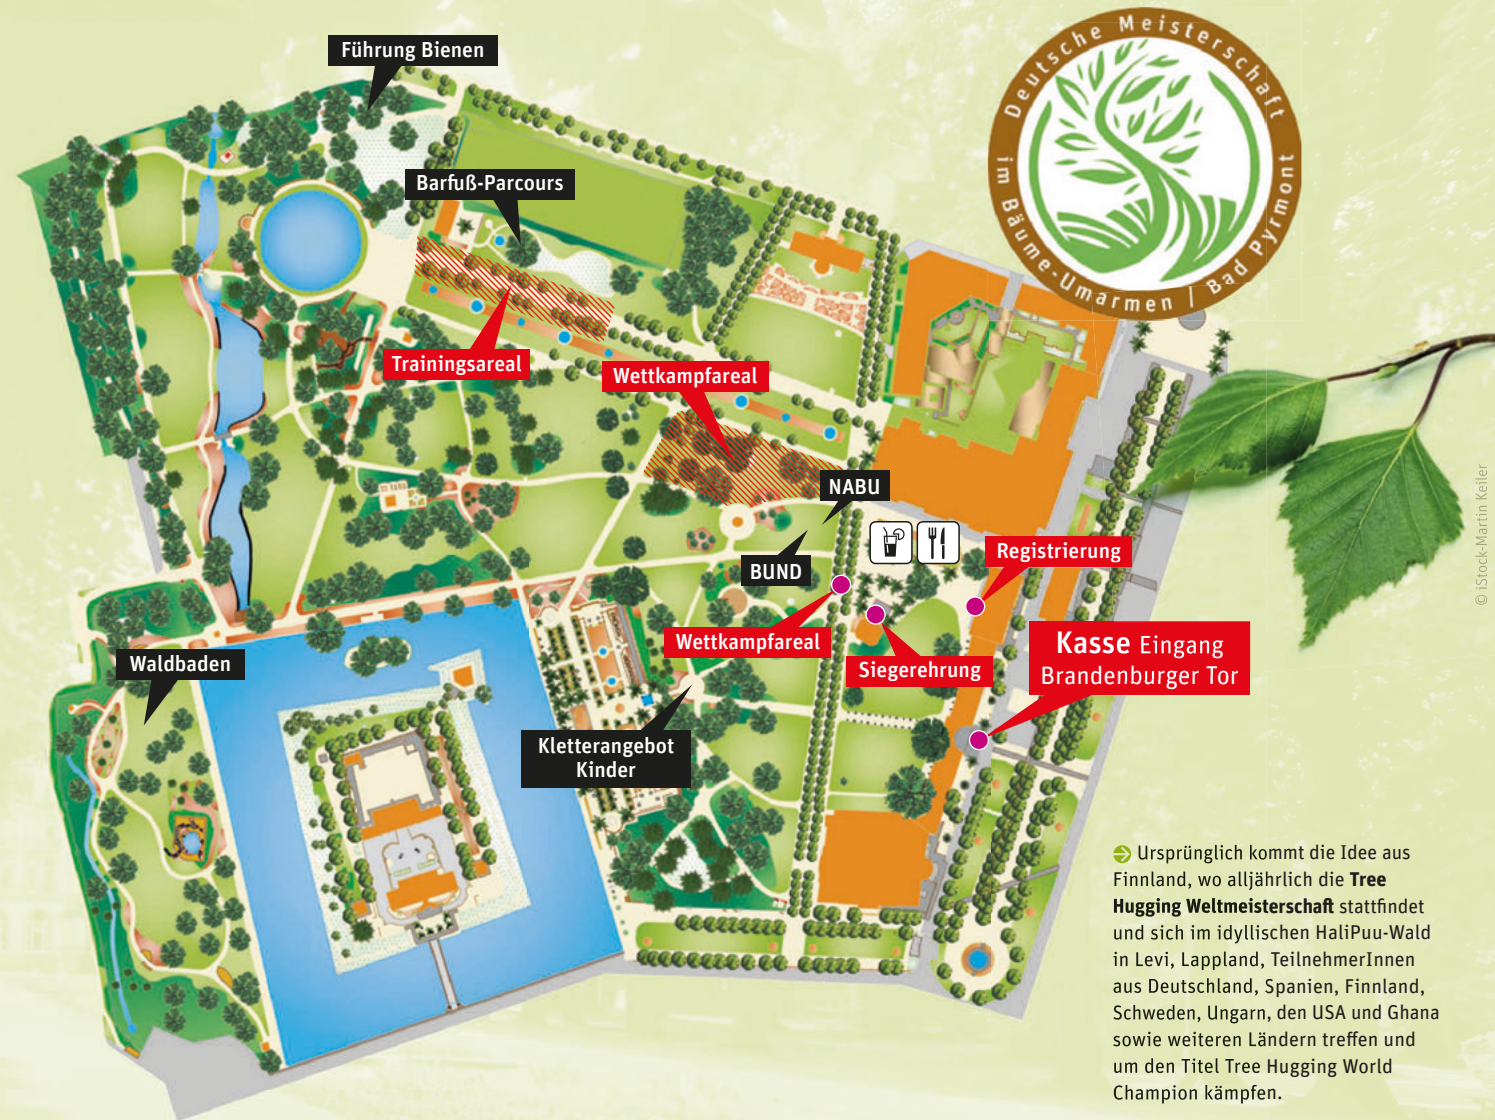 Führung Bienen
Deutsche Meisterschaft
im Bäume-Umarmen | Bad Pyrmont
Barfuß-Parcours
Trainingsareal
Wettkampfareal
NABU
BUND
Registrierung
Wettkampfareal
Siegerehrung
Kasse Eingang
Brandenburger Tor
Waldbaden
Kletterangebot
Kinder
© iStock-Martin Keiler
Ursprünglich kommt die Idee aus
Finnland, wo alljährlich die Tree
Hugging Weltmeisterschaft stattfindet
und sich im idyllischen HaliPuu-Wald
in Levi, Lappland, TeilnehmerInnen
aus Deutschland, Spanien, Finnland,
Schweden, Ungarn, den USA und Ghana
sowie weiteren Ländern treffen und
um den Titel Tree Hugging World
Champion kämpfen.